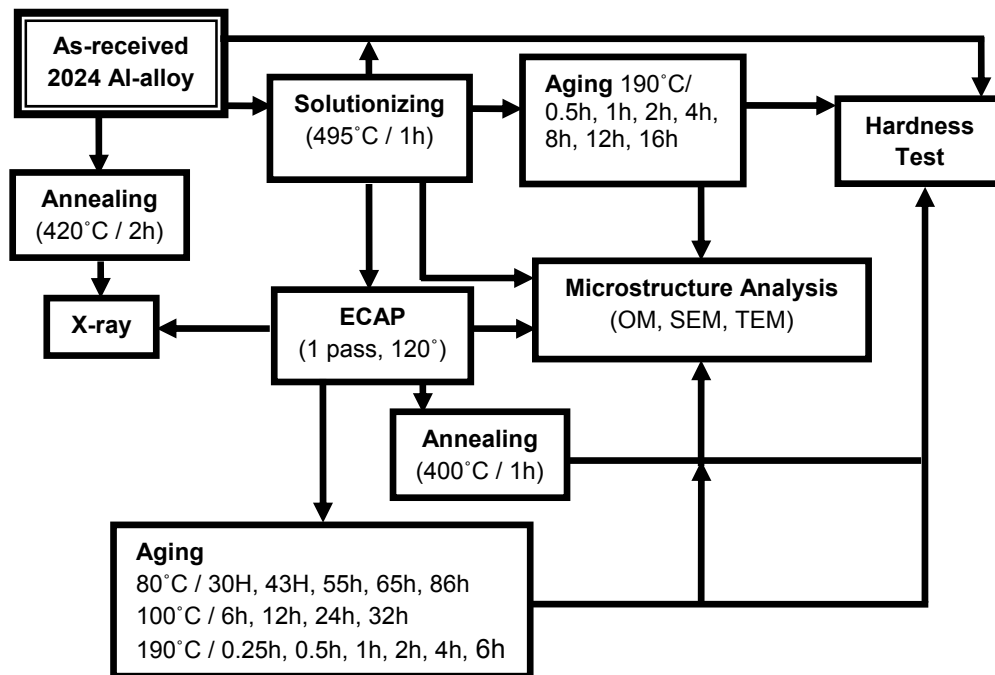 As-received
2024 Al-alloy
Solutionizing
(495˚C / 1h)
Aging 190˚C/
0.5h, 1h, 2h, 4h,
8h, 12h, 16h
Hardness
Test
Annealing
(420˚C / 2h)
X-ray
ECAP
(1 pass, 120˚)
Microstructure Analysis
(OM, SEM, TEM)
Annealing
(400˚C / 1h)
Aging
80˚C / 30H, 43H, 55h, 65h, 86h
100˚C / 6h, 12h, 24h, 32h
190˚C / 0.25h, 0.5h, 1h, 2h, 4h, 6h